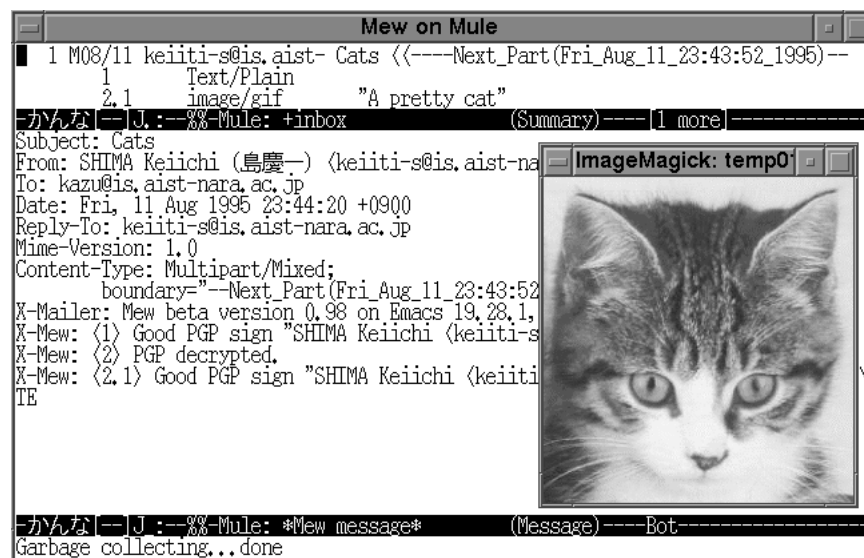 Mew on Mule
1 M08/11 keiiti-s@is.aist- Cats <<----Next_Part(Fri_Aug_11_23:43:52_1995)--
1 Text/Plain
2.1 image/gif "A pretty cat"
-かんな[--]J.:--%%-Mule: +inbox (Summary)----[1 more]-------------
Subject: Cats
From: SHIMA Keiichi (島慶一) <keiiti-s@is.aist-na
To: kazu@is.aist-nara.ac.jp
Date: Fri, 11 Aug 1995 23:44:20 +0900
Reply-To: keiiti-s@is.aist-nara.ac.jp
Mime-Version: 1.0
Content-Type: Multipart/Mixed;
boundary="--Next_Part(Fri_Aug_11_23:43:52
X-Mailer: Mew beta version 0.98 on Emacs 19.28.1,
X-Mew: <1> Good PGP sign "SHIMA Keiichi <keiiti-s
X-Mew: <2> PGP decrypted.
X-Mew: <2.1> Good PGP sign "SHIMA Keiichi <keiiti
TE
ImageMagick: temp0
-かんな[--]J.:--%%-Mule: *Mew message* (Message)----Bot------------------
Garbage collecting...done